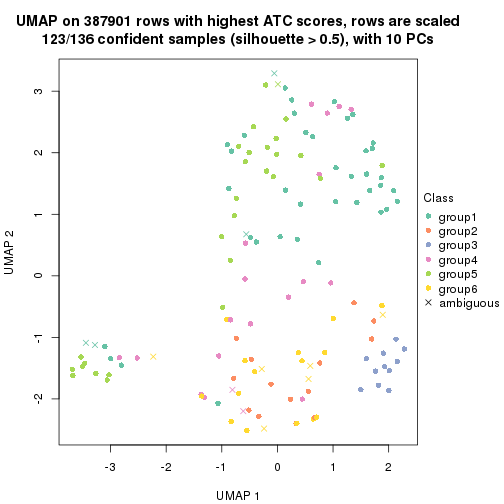 UMAP on 387901 rows with highest ATC scores, rows are scaled
123/136 confident samples (silhouette > 0.5), with 10 PCs
3
2
1
0
-1
-2
UMAP 2
-3
-2
-1
0
1
2
UMAP 1
Class
group1
group2
group3
group4
group5
group6
ambiguous